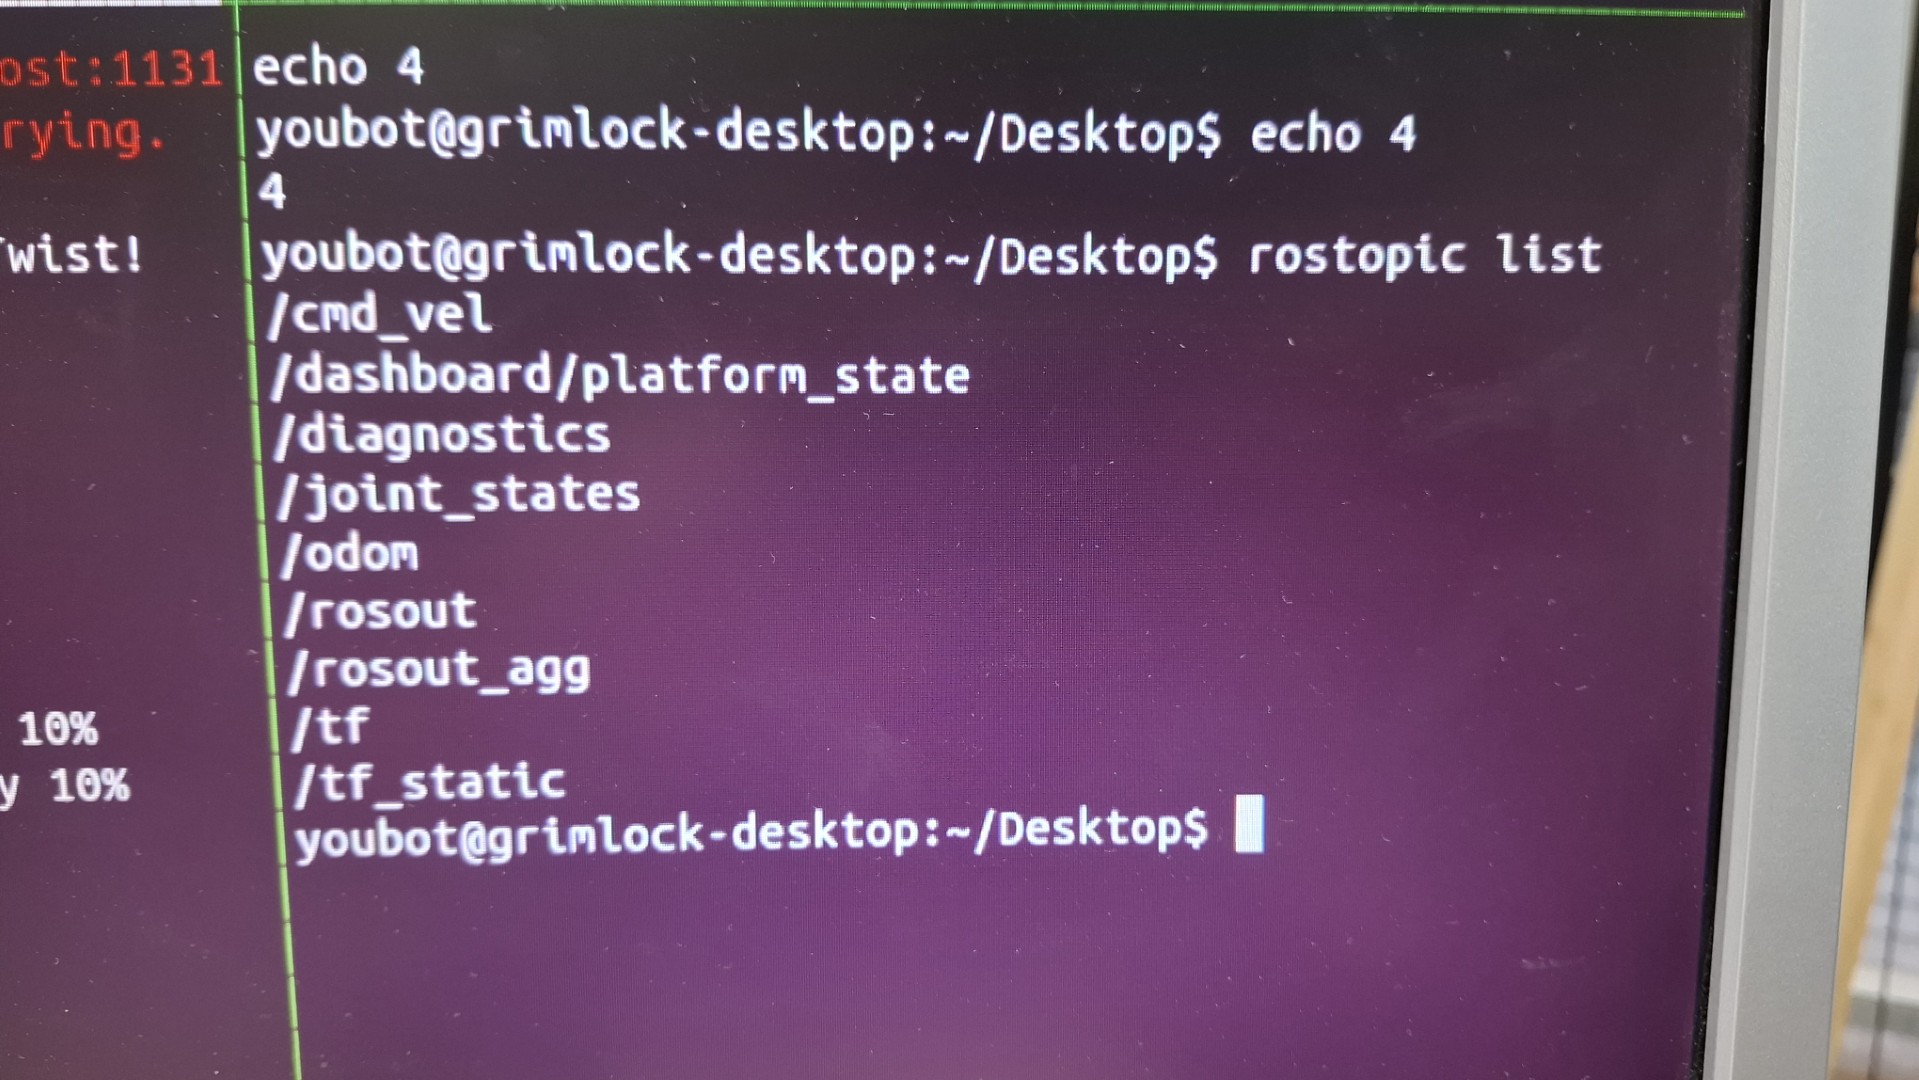 ost:1131
rying.
wist!
10%
y 10%
echo 4
youbot@grimlock-desktop:~/Desktop$ echo 4
4
youbot@grimlock-desktop:~/Desktop$ rostopic list
/cmd_vel
/dashboard/platform_state
/diagnostics
/joint_states
/odom
/rosout
/rosout_agg
/tf
/tf_static
youbot@grimlock-desktop:~/Desktop$